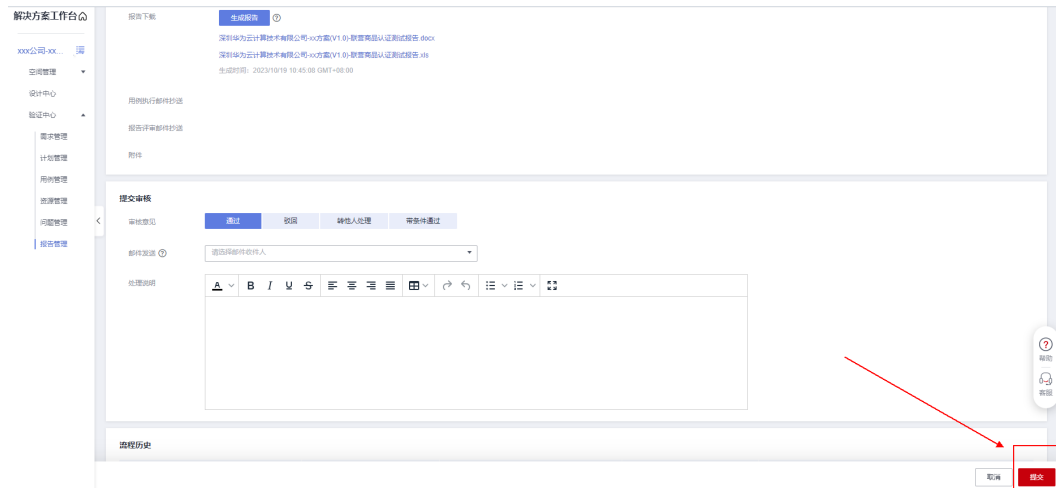 解决方案工作台
xxx公司-xx...
空间管理
设计中心
验证中心
需求管理
计划管理
用例管理
资源管理
问题管理
报告管理
报告下载
生成报告
深圳华为云计算技术有限公司-xx方案(V1.0)-联营商品认证测试报告.docx
深圳华为云计算技术有限公司-xx方案(V1.0)-联营商品认证测试报告.xls
生成时间：2023/10/19 10:45:08 GMT+08:00
用例执行邮件抄送
报告评审邮件抄送
附件
提交审核
审核意见
通过 驳回 转他人处理 带条件通过
邮件发送
请选择邮件收件人
处理说明
A B I U S
流程历史
帮助
客服
取消 提交